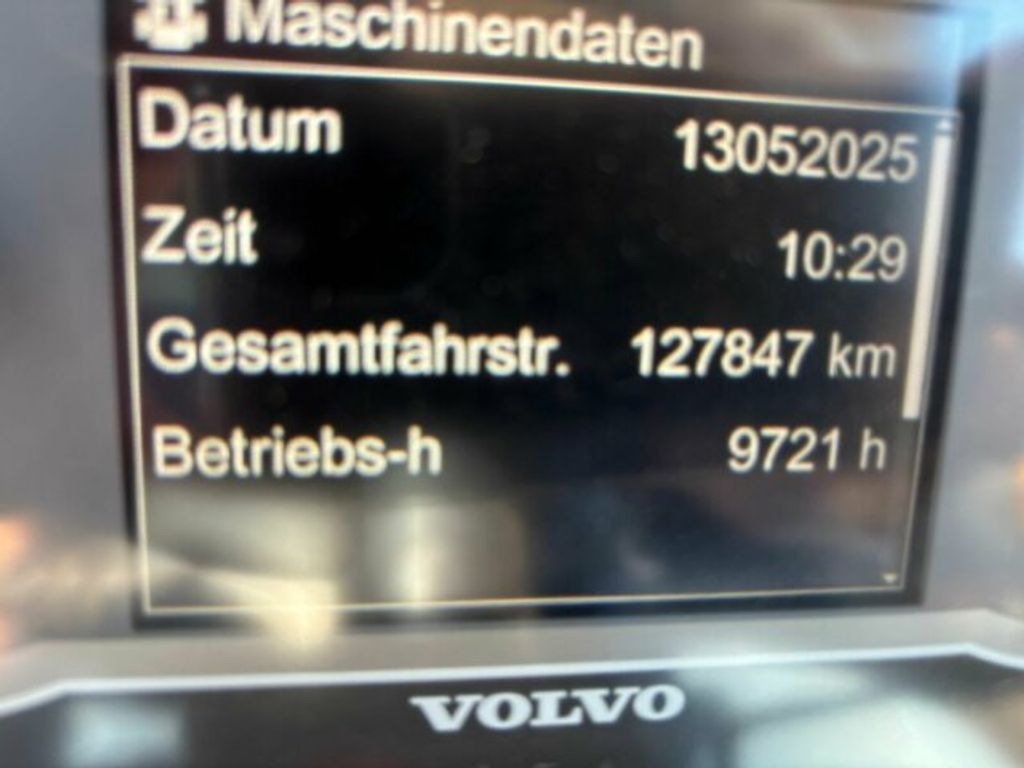 Maschinendaten
Datum 13052025
Zeit 10:29
Gesamtfahrstr. 127847 km
Betriebs-h 9721 h
VOLVO